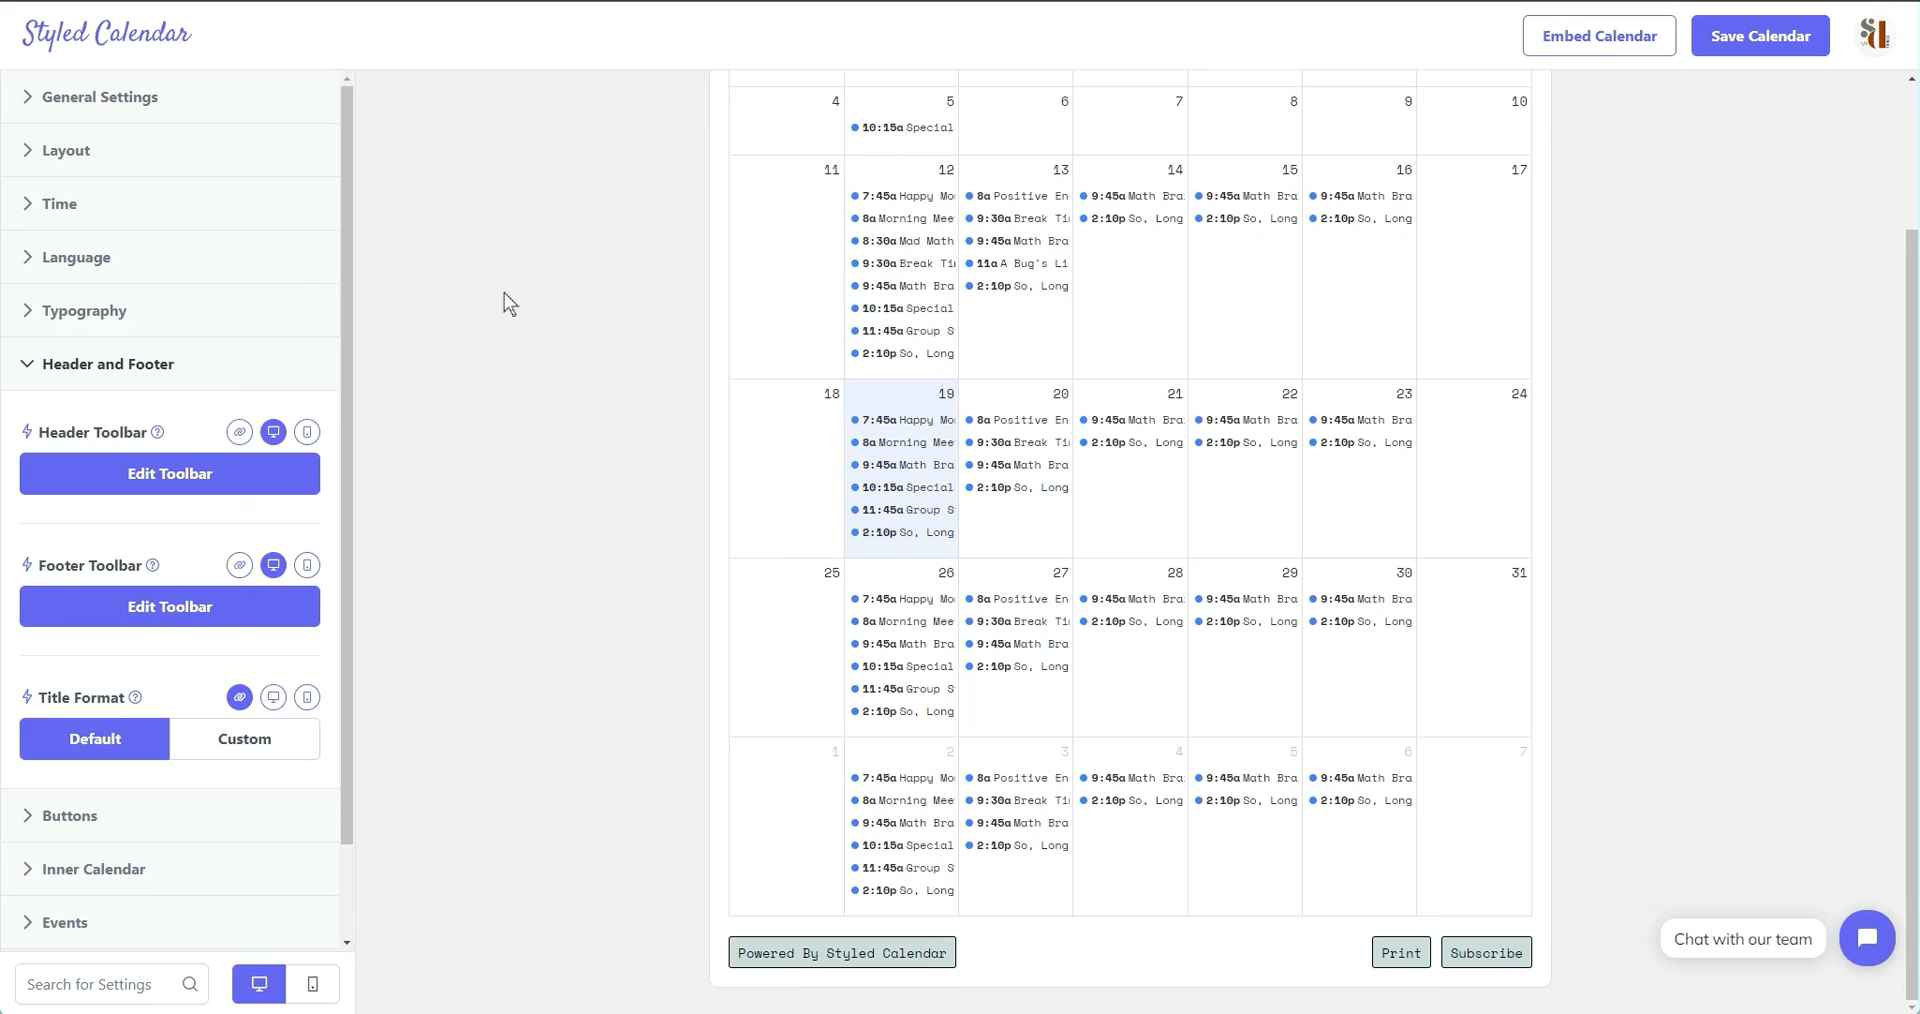 Styled Calendar
Embed Calendar
Save Calendar
General Settings
Layout
Time
Language
Typography
Header and Footer
Header Toolbar
Edit Toolbar
Footer Toolbar
Edit Toolbar
Title Format
Default
Custom
Buttons
Inner Calendar
Events
Search for Settings
4 5 6 7 8 9 10
10:15a Special
11 12 13 14 15 16 17
7:45a Happy Mo 8a Positive En 9:45a Math Bra 9:45a Math Bra 9:45a Math Bra
8a Morning Mee 9:30a Break Ti 2:10p So, Long 2:10p So, Long 2:10p So, Long
8:30a Mad Math 9:45a Math Bra
9:30a Break Ti 11a A Bug's Li
9:45a Math Bra 2:10p So, Long
10:15a Special
11:45a Group S
2:10p So, Long
18 19 20 21 22 23 24
7:45a Happy Mo 8a Positive En 9:45a Math Bra 9:45a Math Bra 9:45a Math Bra
8a Morning Mee 9:30a Break Ti 2:10p So, Long 2:10p So, Long 2:10p So, Long
9:45a Math Bra 9:45a Math Bra
10:15a Special 2:10p So, Long
11:45a Group S
2:10p So, Long
25 26 27 28 29 30 31
7:45a Happy Mo 8a Positive En 9:45a Math Bra 9:45a Math Bra 9:45a Math Bra
8a Morning Mee 9:30a Break Ti 2:10p So, Long 2:10p So, Long 2:10p So, Long
9:45a Math Bra 9:45a Math Bra
10:15a Special 2:10p So, Long
11:45a Group S
2:10p So, Long
1 2 3 4 5 6 7
7:45a Happy Mo 8a Positive En 9:45a Math Bra 9:45a Math Bra 9:45a Math Bra
8a Morning Mee 9:30a Break Ti 2:10p So, Long 2:10p So, Long 2:10p So, Long
9:45a Math Bra 9:45a Math Bra
10:15a Special 2:10p So, Long
11:45a Group S
2:10p So, Long
Powered By Styled Calendar
Print
Subscribe
Chat with our team